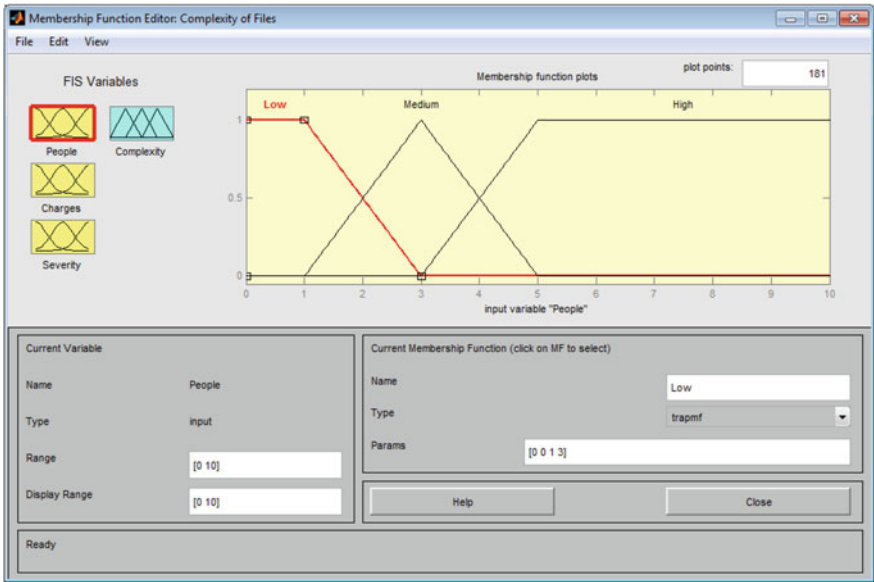 Membership Function Editor: Complexity of Files
File Edit View
FIS Variables
People Complexity
Charges
Severity
plot points: 181
Membership function plots
Low Medium High
1
0.5
0
0 1 2 3 4 5 6 7 8 9 10
input variable "People"
Current Variable
Name People
Type input
Range [0 10]
Display Range [0 10]
Current Membership Function (click on MF to select)
Name Low
Type trapmf
Params [0 0 1 3]
Help Close
Ready